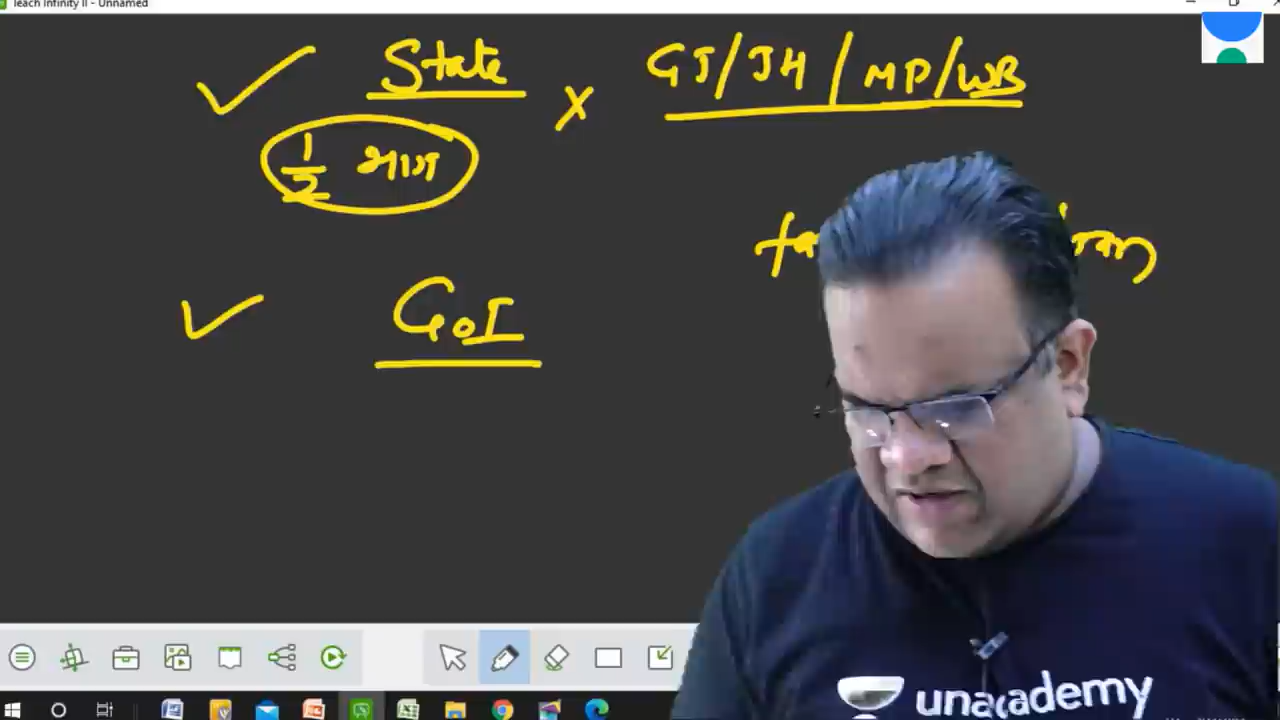 Teach Infinity II - Unnamed
State × GJ/JH/MP/WB
1/2 भाग
GoI
unacademy